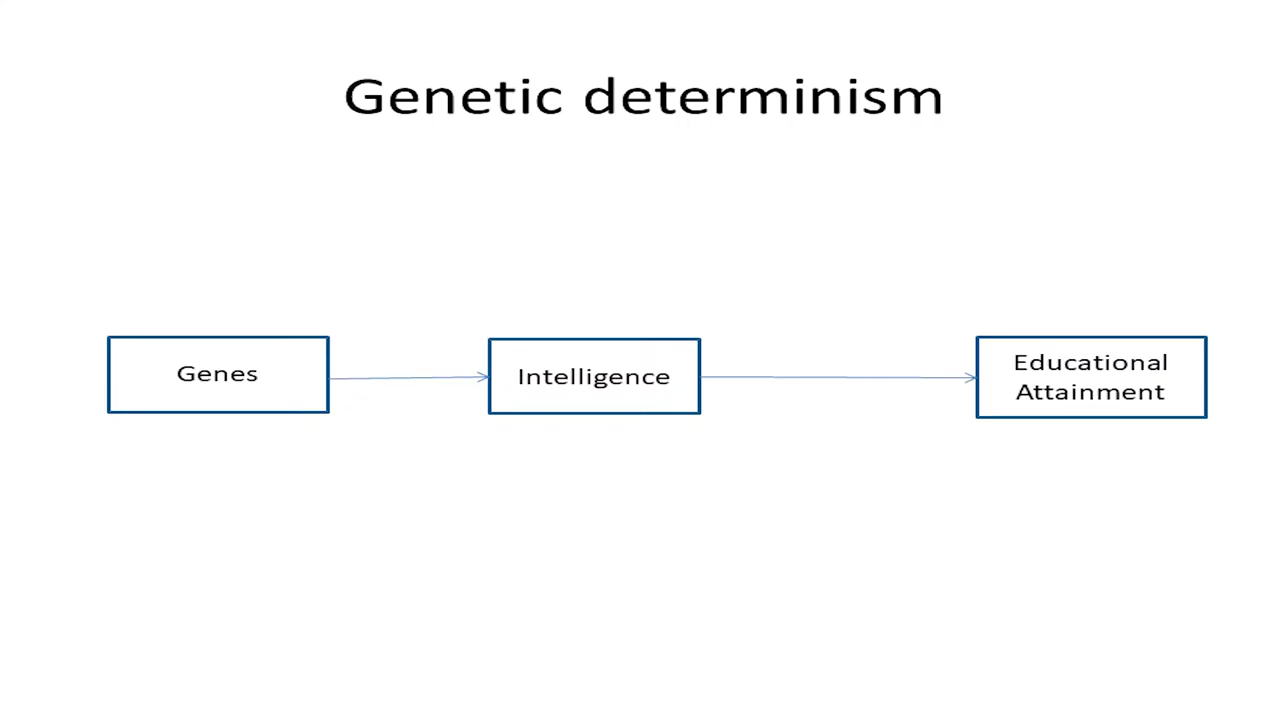 Genetic determinism
Genes
Intelligence
Educational
Attainment